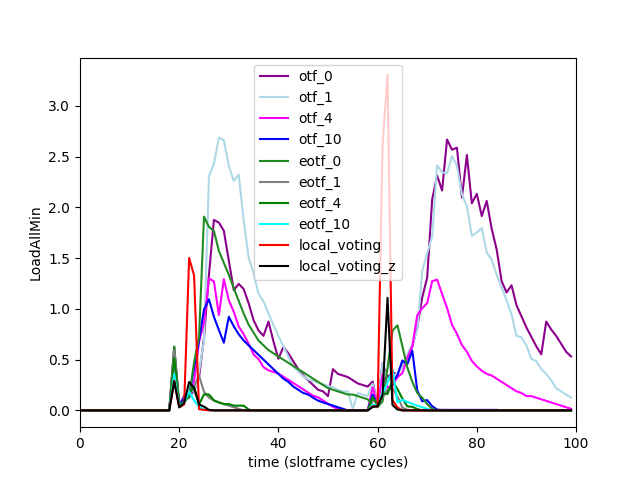 3.0
2.5
2.0
1.5
1.0
0.5
0.0
LoadAllMin
otf_0
otf_1
otf_4
otf_10
eotf_0
eotf_1
eotf_4
eotf_10
local_voting
local_voting_z
0 20 40 60 80 100
time (slotframe cycles)